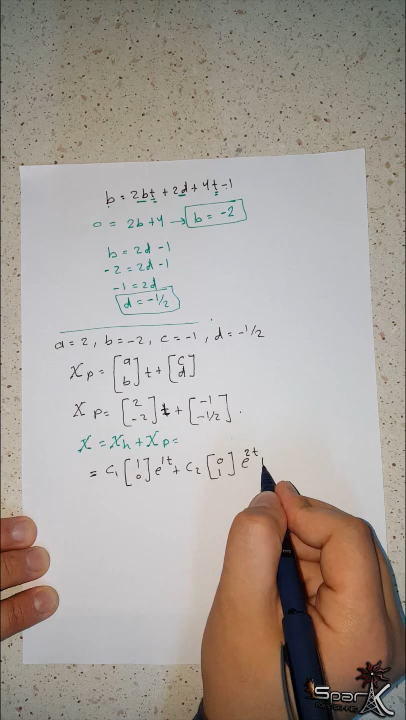 b = 2bt + 2d + 4t - 1
0 = 2b + 4 → b = -2
b = 2d - 1
-2 = 2d - 1
-1 = 2d
d = -1/2
a = 2, b = -2, c = -1, d = -1/2
Xp = [a b] t + [c d]
Xp = [2 -2] t + [-1 -1/2].
X = Xh + Xp =
= C1 [1 0] e^1t + C2 [0 1] e^2t
Spark